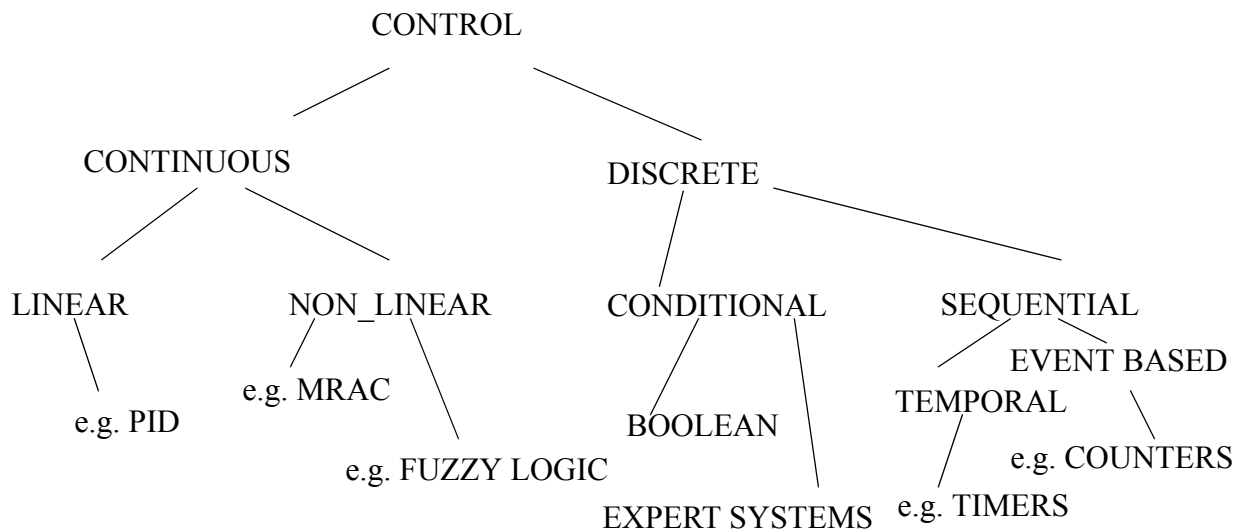 CONTROL
CONTINUOUS
DISCRETE
LINEAR
NON_LINEAR
CONDITIONAL
SEQUENTIAL
EVENT BASED
e.g. MRAC
TEMPORAL
e.g. PID
BOOLEAN
e.g. FUZZY LOGIC
e.g. COUNTERS
EXPERT SYSTEMS
e.g. TIMERS